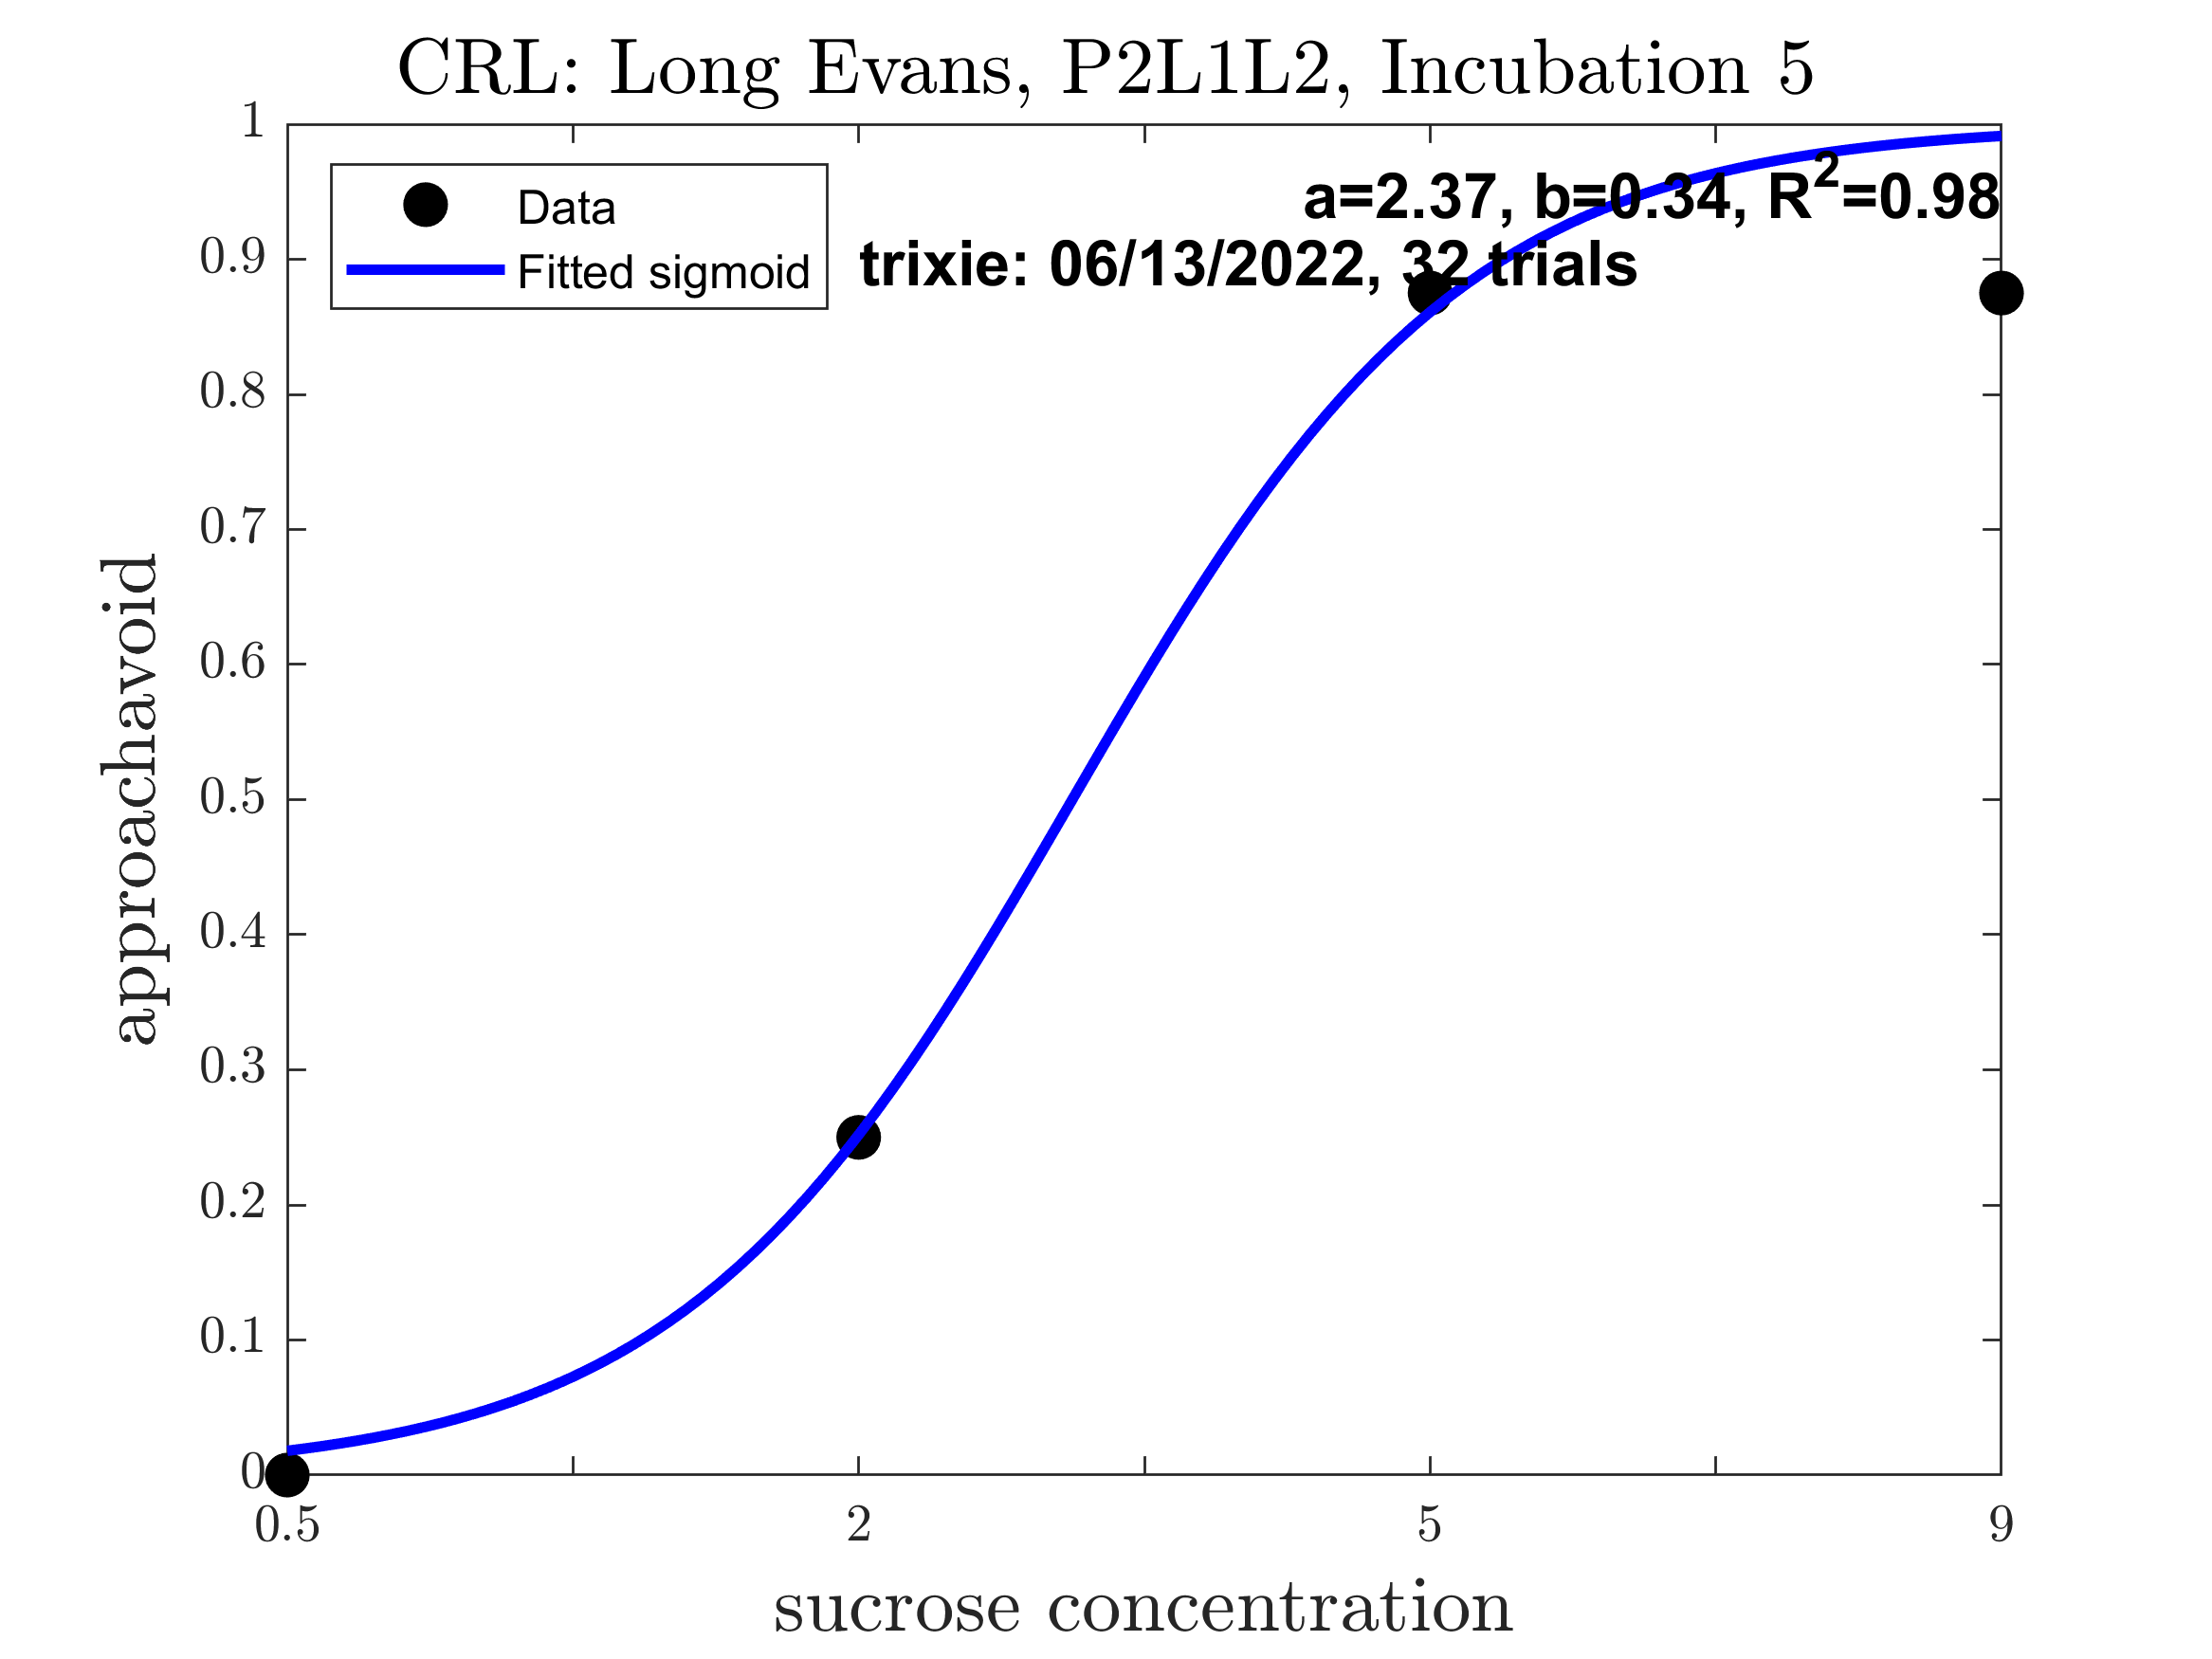 CRL: Long Evans, P2L1L2, Incubation 5
1
Data
Fitted sigmoid
a=2.37, b=0.34, R²=0.98
trixie: 06/13/2022, 32 trials
0.9
0.8
0.7
0.6
0.5
0.4
0.3
0.2
0.1
0
approachavoid
0.5 2 5 9
sucrose concentration